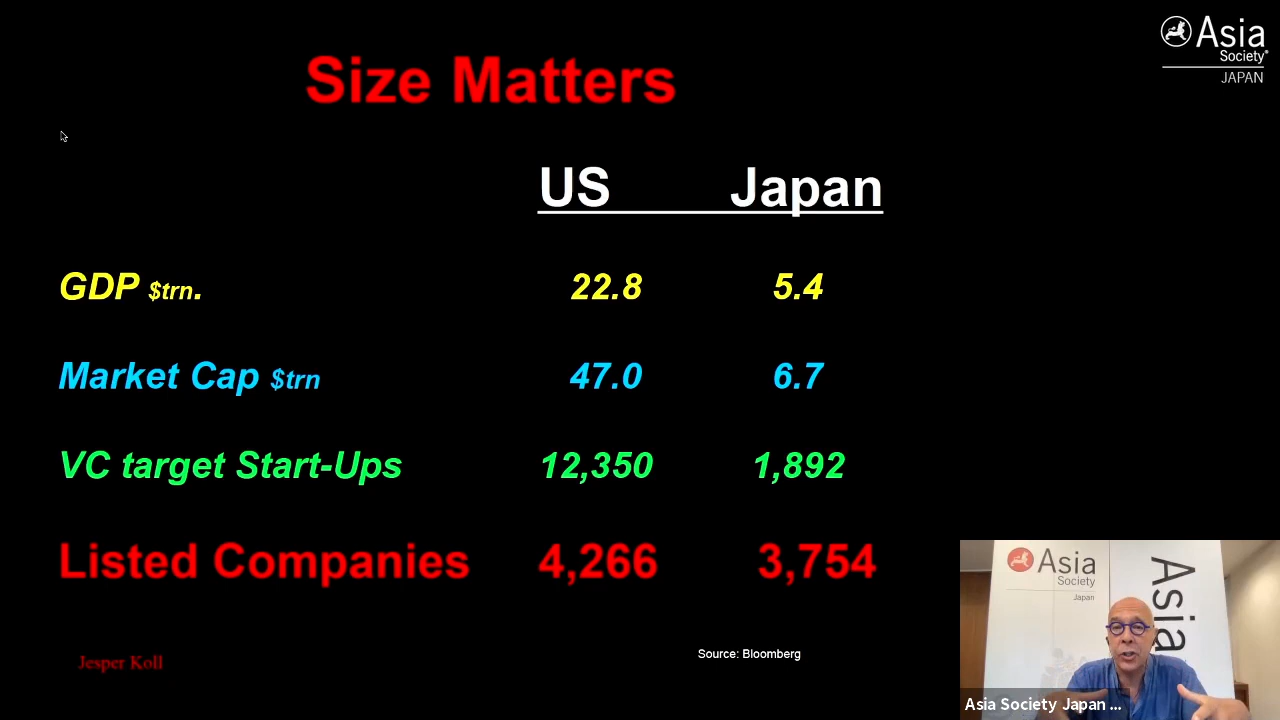 Size Matters
Asia
Society
JAPAN
US Japan
GDP $trn. 22.8 5.4
Market Cap $trn 47.0 6.7
VC target Start-Ups 12,350 1,892
Listed Companies 4,266 3,754
Jesper Koll
Source: Bloomberg
Asia
Society
Japan
Asia
Asia Society Japan ...